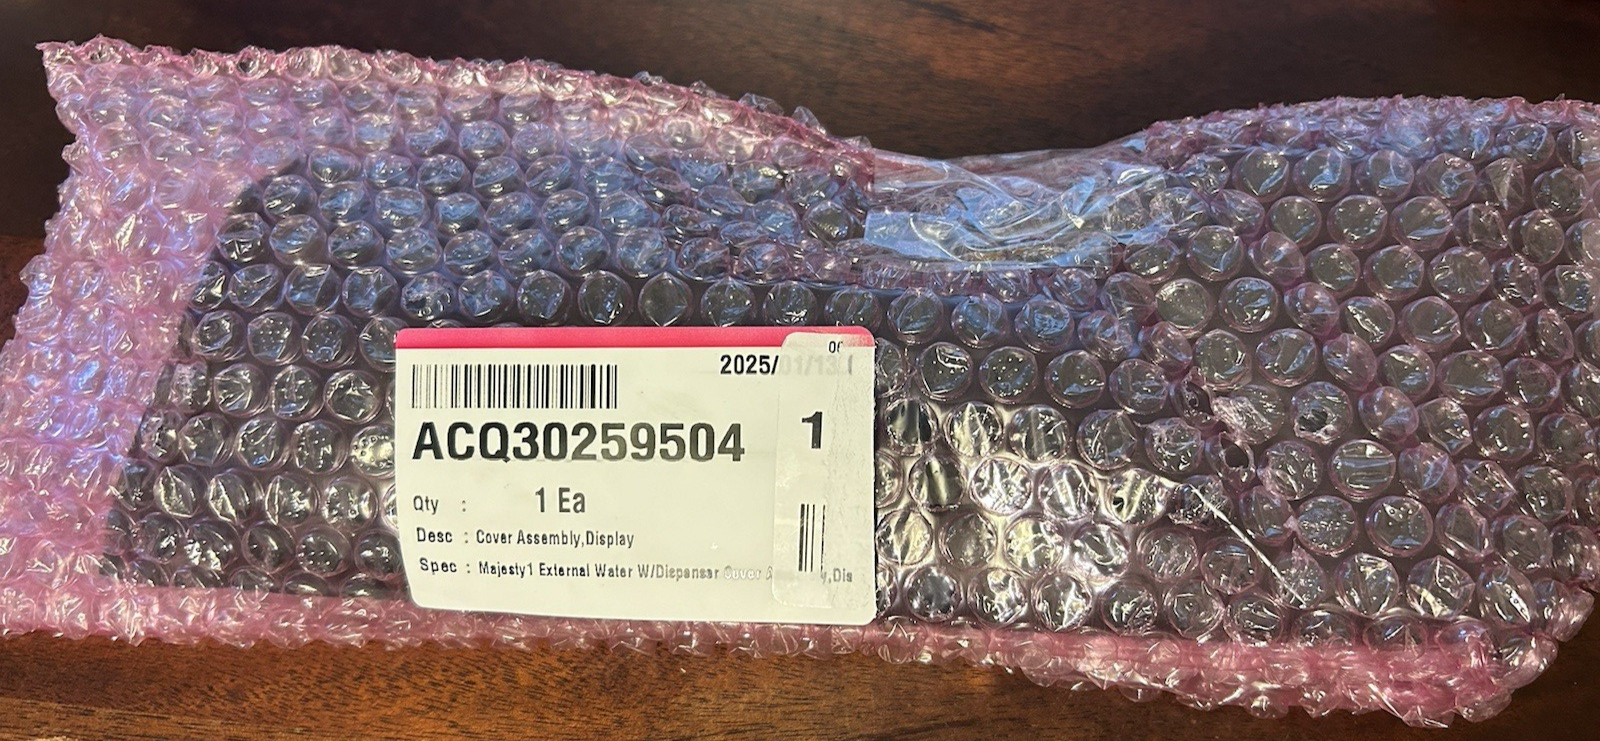 2025/01/13
ACQ30259504
1
Qty : 1 Ea
Desc : Cover Assembly,Display
Spec : Majesty1 External Water W/Dispenser Cover